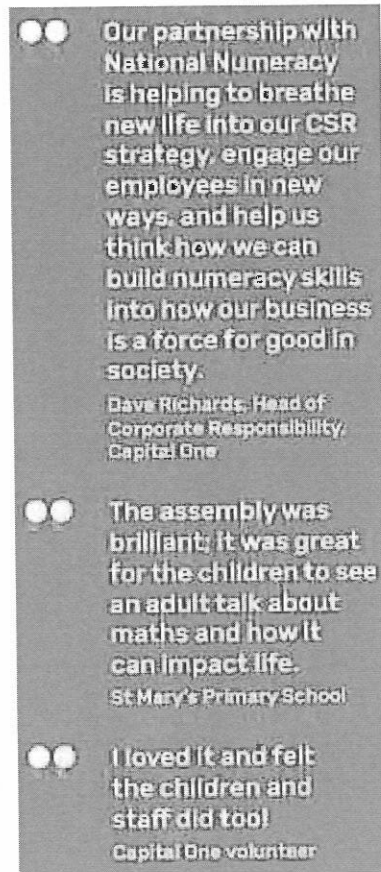 Our partnership with
National Numeracy
is helping to breathe
new life into our CSR
strategy, engage our
employees in new
ways, and help us
think how we can
build numeracy skills
into how our business
is a force for good in
society.
Dave Richards, Head of
Corporate Responsibility,
Capital One
The assembly was
brilliant; it was great
for the children to see
an adult talk about
maths and how it
can impact life.
St Mary's Primary School
I loved it and felt
the children and
staff did too!
Capital One volunteer